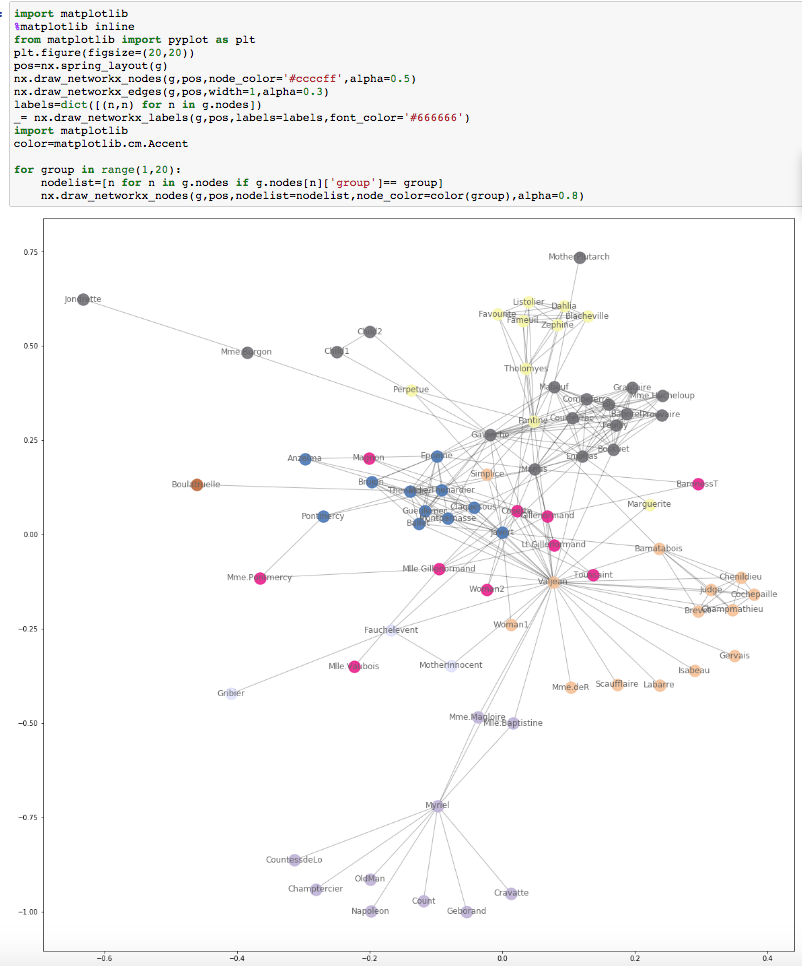 import matplotlib
%matplotlib inline
from matplotlib import pyplot as plt
plt.figure(figsize=(20,20))
pos=nx.spring_layout(g)
nx.draw_networkx_nodes(g,pos,node_color='#ccccff',alpha=0.5)
nx.draw_networkx_edges(g,pos,width=1,alpha=0.3)
labels=dict([(n,n) for n in g.nodes])
_= nx.draw_networkx_labels(g,pos,labels=labels,font_color='#666666')
import matplotlib
color=matplotlib.cm.Accent
for group in range(1,20):
nodelist=[n for n in g.nodes if g.nodes[n]['group']== group]
nx.draw_networkx_nodes(g,pos,nodelist=nodelist,node_color=color(group),alpha=0.8)
0.75
MotherPlutarch
Jondrette
Listolier
Dahlia
Favourite
Fameuil
Blacheville
Zephine
Child2
0.50
Mme.Burgon
Child1
Tholomyes
Perpetue
Mabeuf
Grantaire
Mme.Hucheloup
Combeferre
Bahorel
Prouvaire
Fantine
Courfeyrac
Feuilly
0.25
Gavroche
Bossuet
Anzelma
Magnon
Eponine
Enjolras
Simplice
Marius
Boulatruelle
Brujon
BaronessT
Mme.Thenardier
Thenardier
Marguerite
Claquesous
Gueulemer
Cosette
Gillenormand
Pontmercy
Montparnasse
Babet
0.00
Javert
Lt.Gillenormand
Bamatabois
Mlle.Gillenormand
Mme.Pontmercy
Toussaint
Chenildieu
Valjean
Woman2
Judge
Cochepaille
Brevet
Champmathieu
Woman1
−0.25
Fauchelevent
Gervais
Mlle.Vaubois
MotherInnocent
Isabeau
Gribier
Mme.deR
Scaufflaire
Labarre
−0.50
Mme.Magloire
Mlle.Baptistine
Myriel
−0.75
CountessdeLo
Champtercier
OldMan
Cravatte
Count
Napoleon
Geborand
−1.00
−0.6
−0.4
−0.2
0.0
0.2
0.4